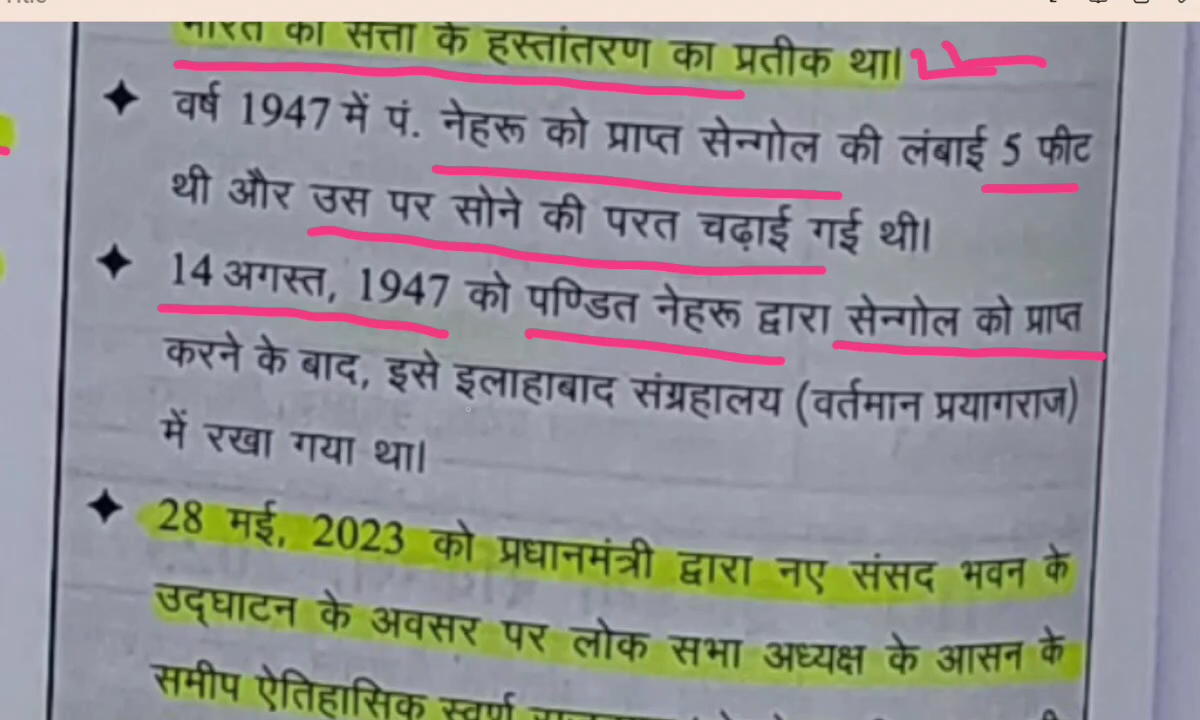 भारत की सत्ता के हस्तांतरण का प्रतीक था।
वर्ष 1947 में पं. नेहरू को प्राप्त सेन्गोल की लंबाई 5 फीट
थी और उस पर सोने की परत चढ़ाई गई थी।
14 अगस्त, 1947 को पण्डित नेहरू द्वारा सेन्गोल को प्राप्त
करने के बाद, इसे इलाहाबाद संग्रहालय (वर्तमान प्रयागराज)
में रखा गया था।
28 मई, 2023 को प्रधानमंत्री द्वारा नए संसद भवन के
उद्घाटन के अवसर पर लोक सभा अध्यक्ष के आसन के
समीप ऐतिहासिक स्वर्ण